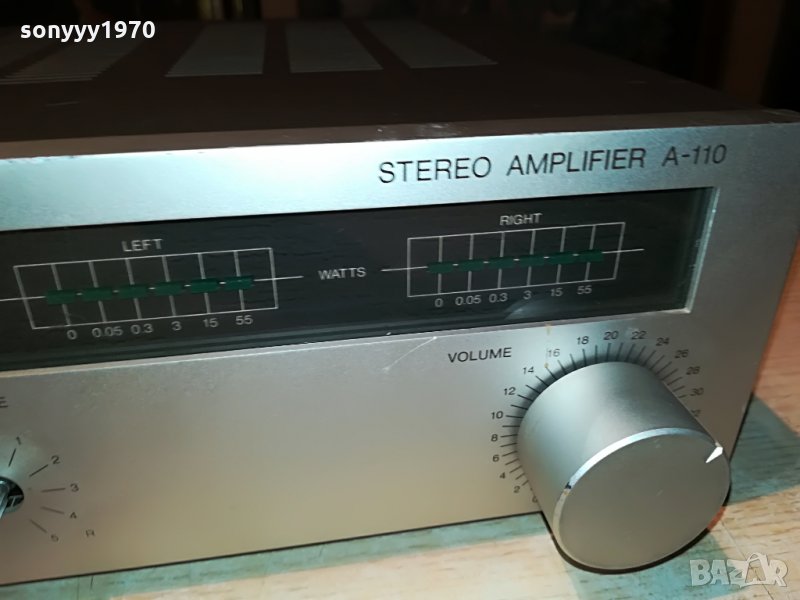 sonyyy1970
STEREO AMPLIFIER A-110
LEFT
0 0.05 0.3 3 15 55
WATTS
RIGHT
0 0.05 0.3 3 15 55
VOLUME
2 4 6 8 10 12 14 16 18 20 22 24 26 28 30
E
1 2 3 4 5 R
BAZAR